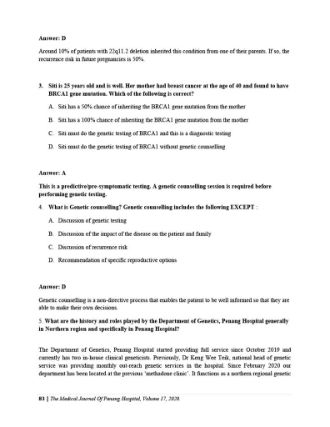 Answer: D
Around 10% of patients with 22q11.2 deletion inherited this condition from one of their parents. If so, the
recurrence risk in future pregnancies is 50%.
3. Siti is 25 years old and is well. Her mother had breast cancer at the age of 40 and found to have
BRCA1 gene mutation. Which of the following is correct?
A. Siti has a 50% chance of inheriting the BRCA1 gene mutation from the mother
B. Siti has a 100% chance of inheriting the BRCA1 gene mutation from the mother
C. Siti must do the genetic testing of BRCA1 and this is a diagnostic testing
D. Siti must do the genetic testing of BRCA1 without genetic counselling
Answer: A
This is a predictive/pre-symptomatic testing. A genetic counselling session is required before
performing genetic testing.
4. What is Genetic counselling? Genetic counselling includes the following EXCEPT :
A. Discussion of genetic testing
B. Discussion of the impact of the disease on the patient and family
C. Discussion of recurrence risk
D. Recommendation of specific reproductive options
Answer: D
Genetic counselling is a non-directive process that enables the patient to be well informed so that they are
able to make their own decisions.
5. What are the history and roles played by the Department of Genetics, Penang Hospital generally
in Northern region and specifically in Penang Hospital?
The Department of Genetics, Penang Hospital started providing full service since October 2019 and
currently has two in-house clinical geneticists. Previously, Dr Keng Wee Teik, national head of genetic
service was providing monthly out-reach genetic services in the hospital. Since February 2020 our
department has been located at the previous 'methadone clinic'. It functions as a northern regional genetic
81 | The Medical Journal Of Penang Hospital, Volume 17, 2020.